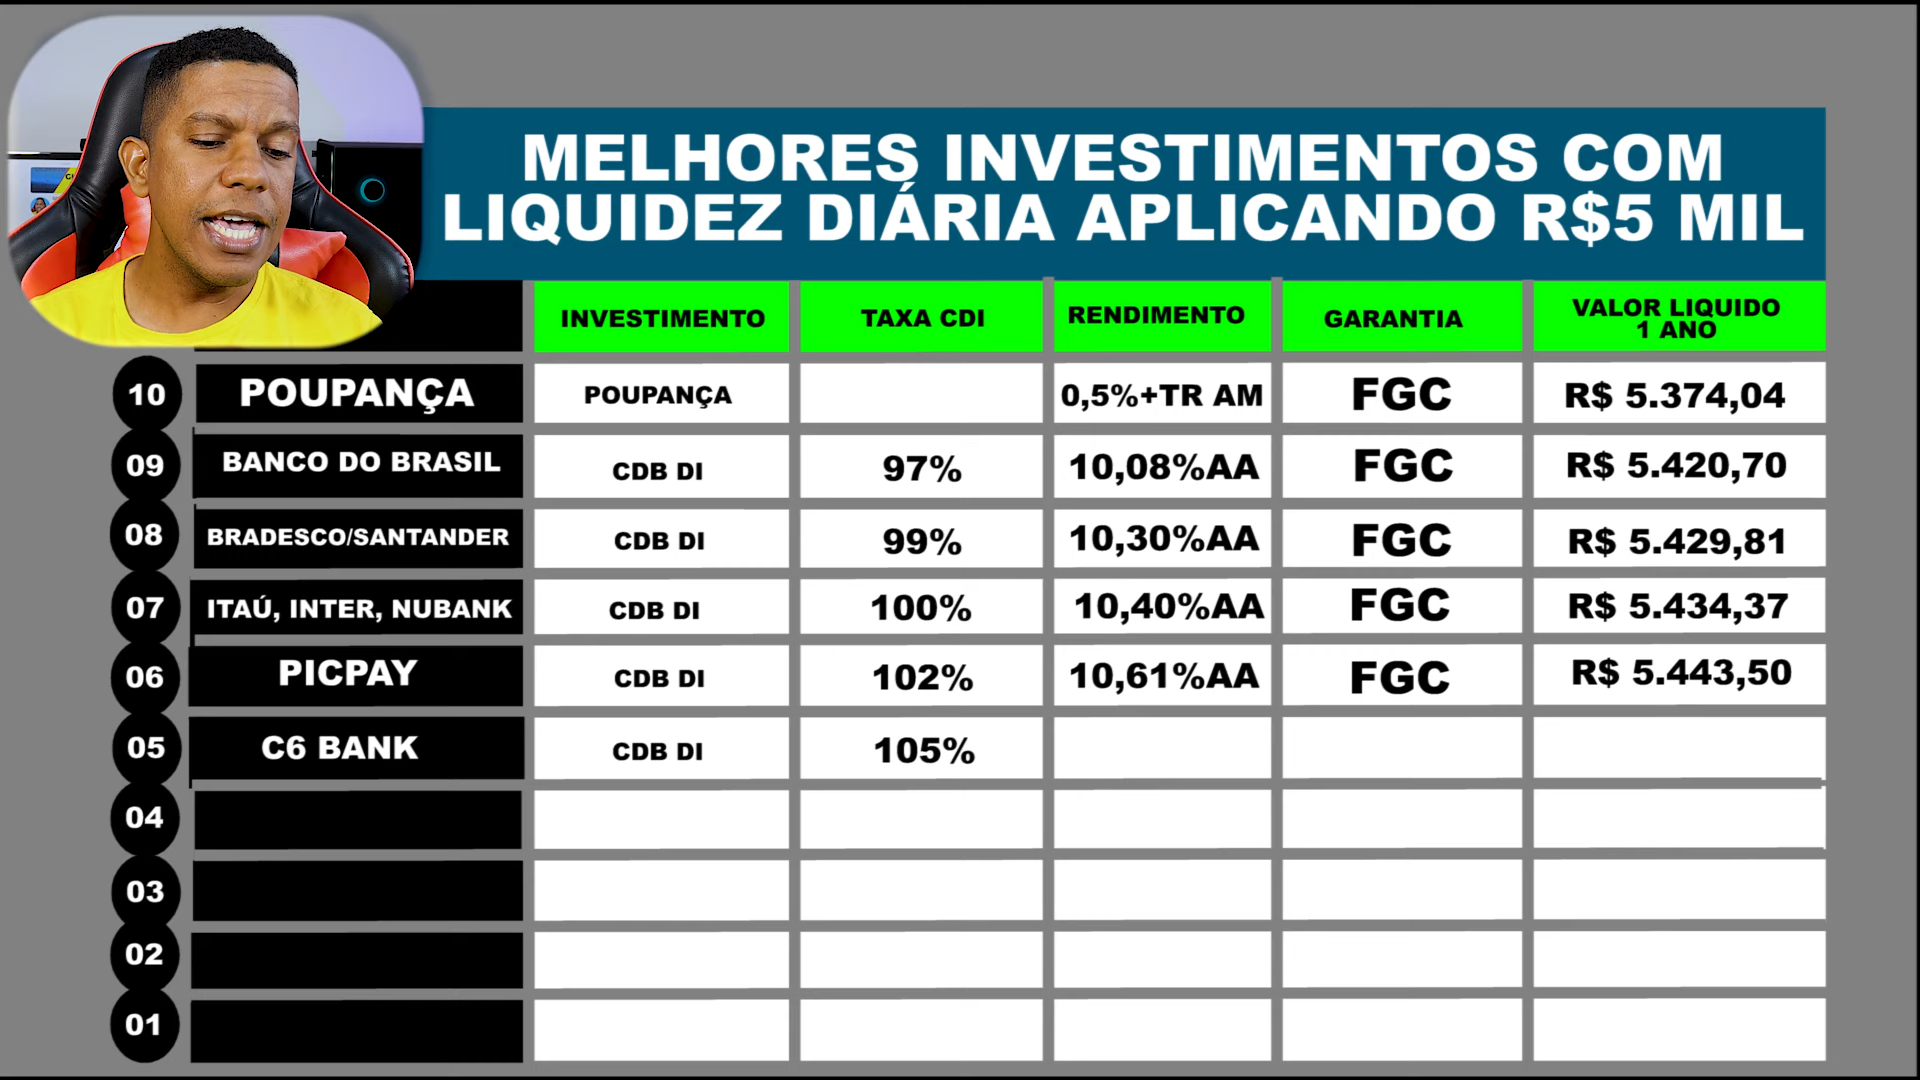 MELHORES INVESTIMENTOS COM
LIQUIDEZ DIÁRIA APLICANDO R$5 MIL
INVESTIMENTO TAXA CDI RENDIMENTO GARANTIA VALOR LIQUIDO
1 ANO
10 POUPANÇA POUPANÇA 0,5%+TR AM FGC R$ 5.374,04
09 BANCO DO BRASIL CDB DI 97% 10,08%AA FGC R$ 5.420,70
08 BRADESCO/SANTANDER CDB DI 99% 10,30%AA FGC R$ 5.429,81
07 ITAÚ, INTER, NUBANK CDB DI 100% 10,40%AA FGC R$ 5.434,37
06 PICPAY CDB DI 102% 10,61%AA FGC R$ 5.443,50
05 C6 BANK CDB DI 105%
04
03
02
01